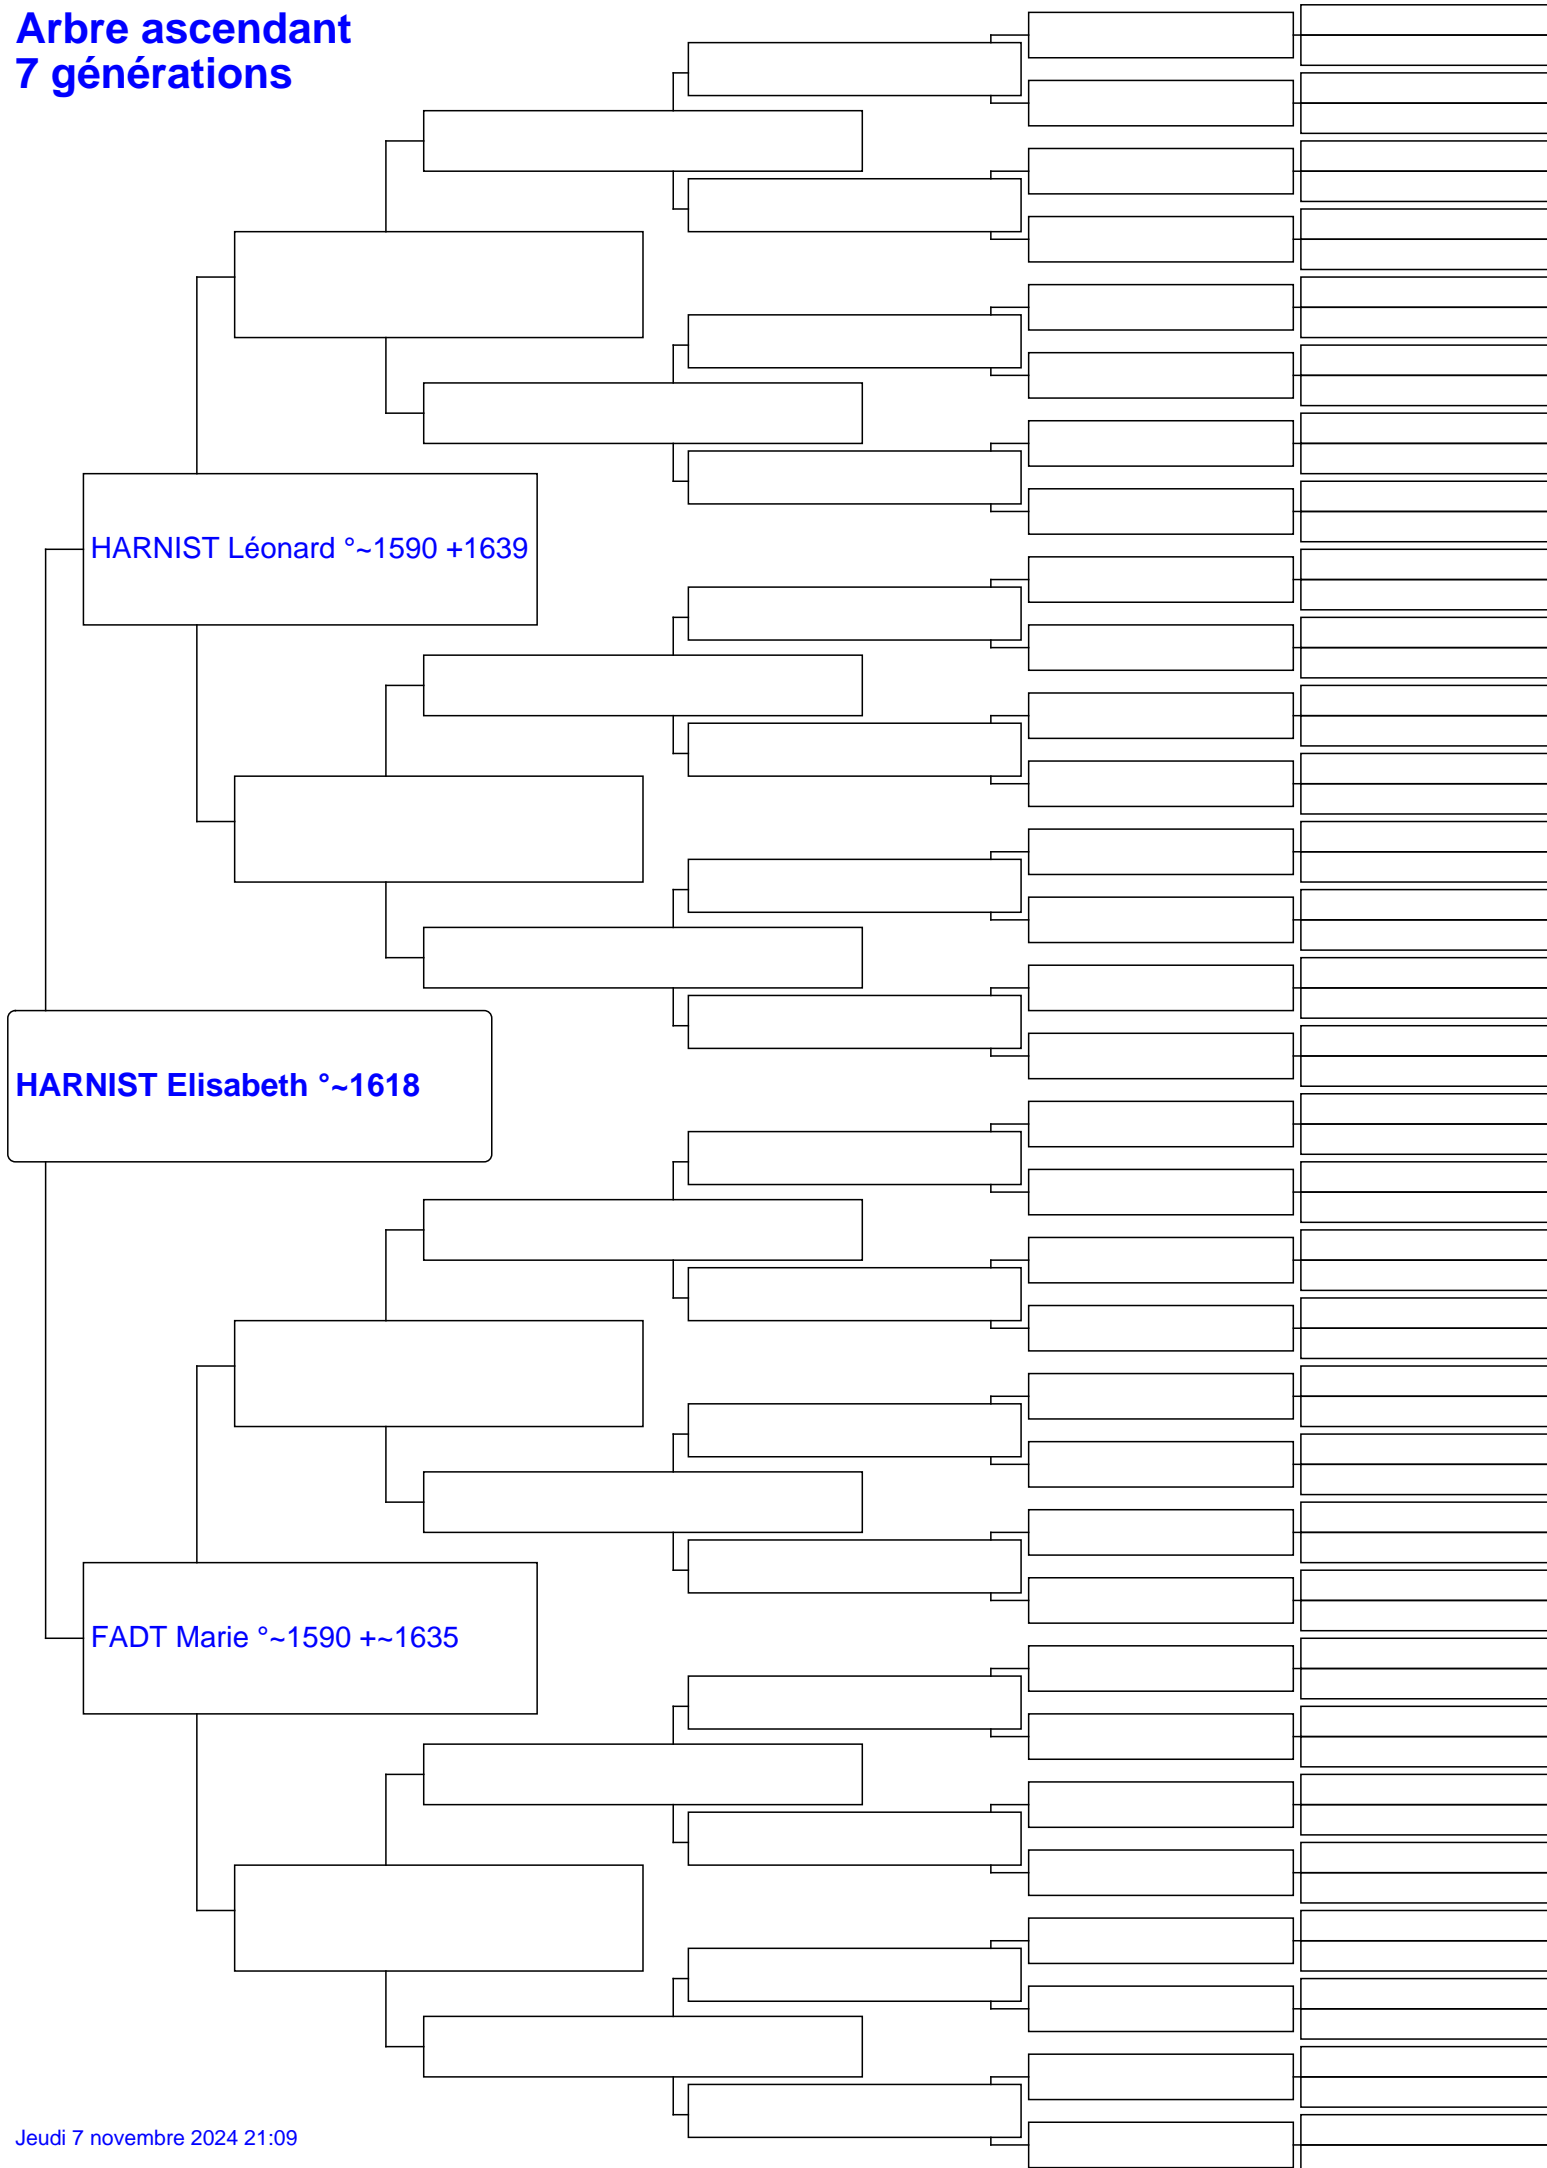 Arbre ascendant
7 générations
HARNIST Léonard °~1590 +1639
HARNIST Elisabeth °~1618
FADT Marie °~1590 +~1635
Jeudi 7 novembre 2024 21:09